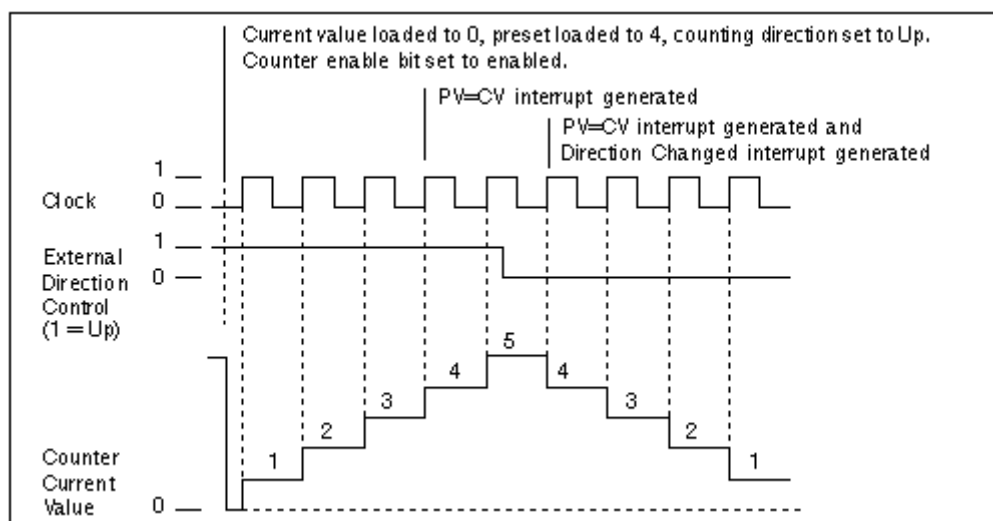 Current value loaded to 0, preset loaded to 4, counting direction set to Up.
Counter enable bit set to enabled.
PV=CV interrupt generated
PV=CV interrupt generated and
Direction Changed interrupt generated
1
Clock 0
1
External
Direction 0
Control
(1 = Up)
5
4 4
3 3
2 2
1 1
Counter
Current
Value 0